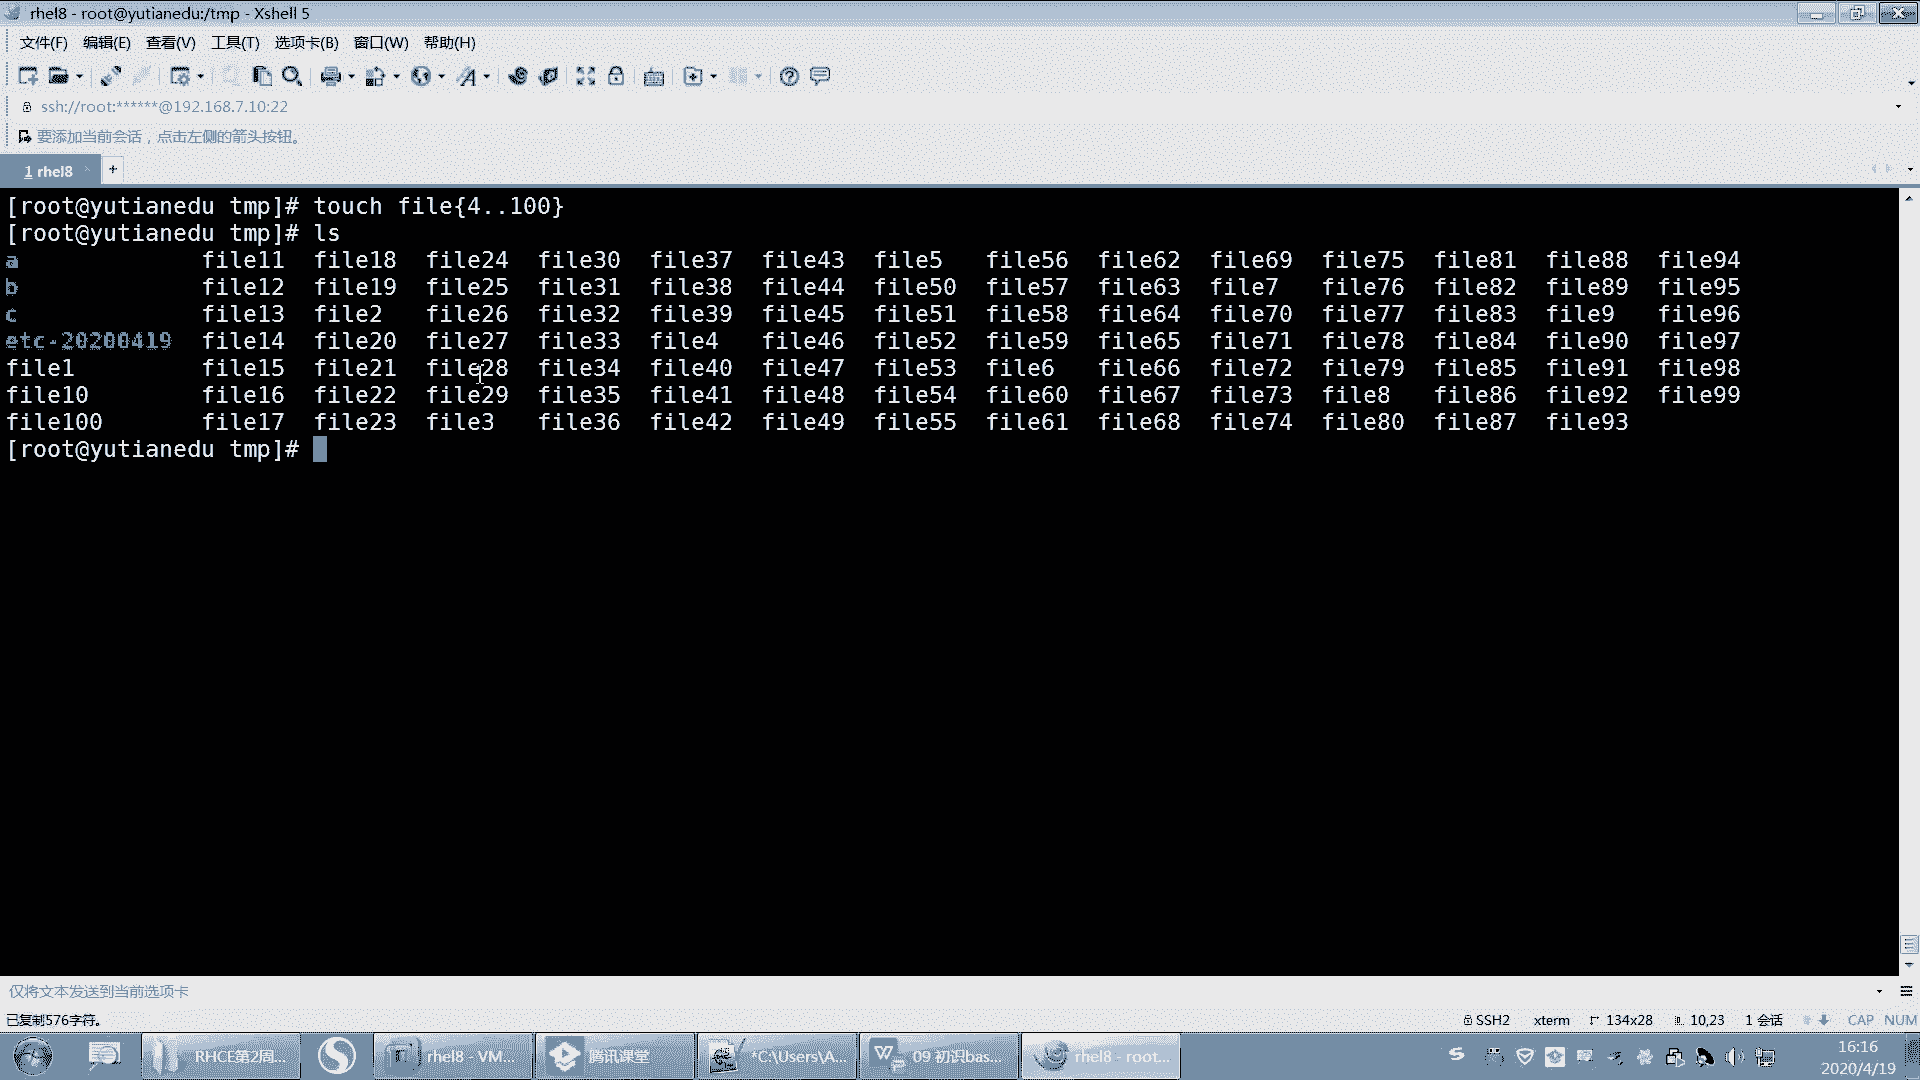 rhel8 - root@yutianedu:/tmp - Xshell 5
文件(F) 编辑(E) 查看(V) 工具(T) 选项卡(B) 窗口(W) 帮助(H)
ssh://root:******@192.168.7.10:22
要添加当前会话，点击左侧的箭头按钮。
1 rhel8 +
[root@yutianedu tmp]# touch file{4..100}
[root@yutianedu tmp]# ls
a file11 file18 file24 file30 file37 file43 file5 file56 file62 file69 file75 file81 file88 file94
b file12 file19 file25 file31 file38 file44 file50 file57 file63 file7 file76 file82 file89 file95
c file13 file2 file26 file32 file39 file45 file51 file58 file64 file70 file77 file83 file9 file96
etc-20200419 file14 file20 file27 file33 file4 file46 file52 file59 file65 file71 file78 file84 file90 file97
file1 file15 file21 file28 file34 file40 file47 file53 file6 file66 file72 file79 file85 file91 file98
file10 file16 file22 file29 file35 file41 file48 file54 file60 file67 file73 file8 file86 file92 file99
file100 file17 file23 file3 file36 file42 file49 file55 file61 file68 file74 file80 file87 file93
[root@yutianedu tmp]#
仅将文本发送到当前选项卡
已复制576字符。 SSH2 xterm 134x28 10,23 1 会话 CAP NUM
RHCE第2周... rhel8 - VM... 腾讯课堂 *C:\Users\A... 09 初识bas... rhel8 - root... 16:16
2020/4/19